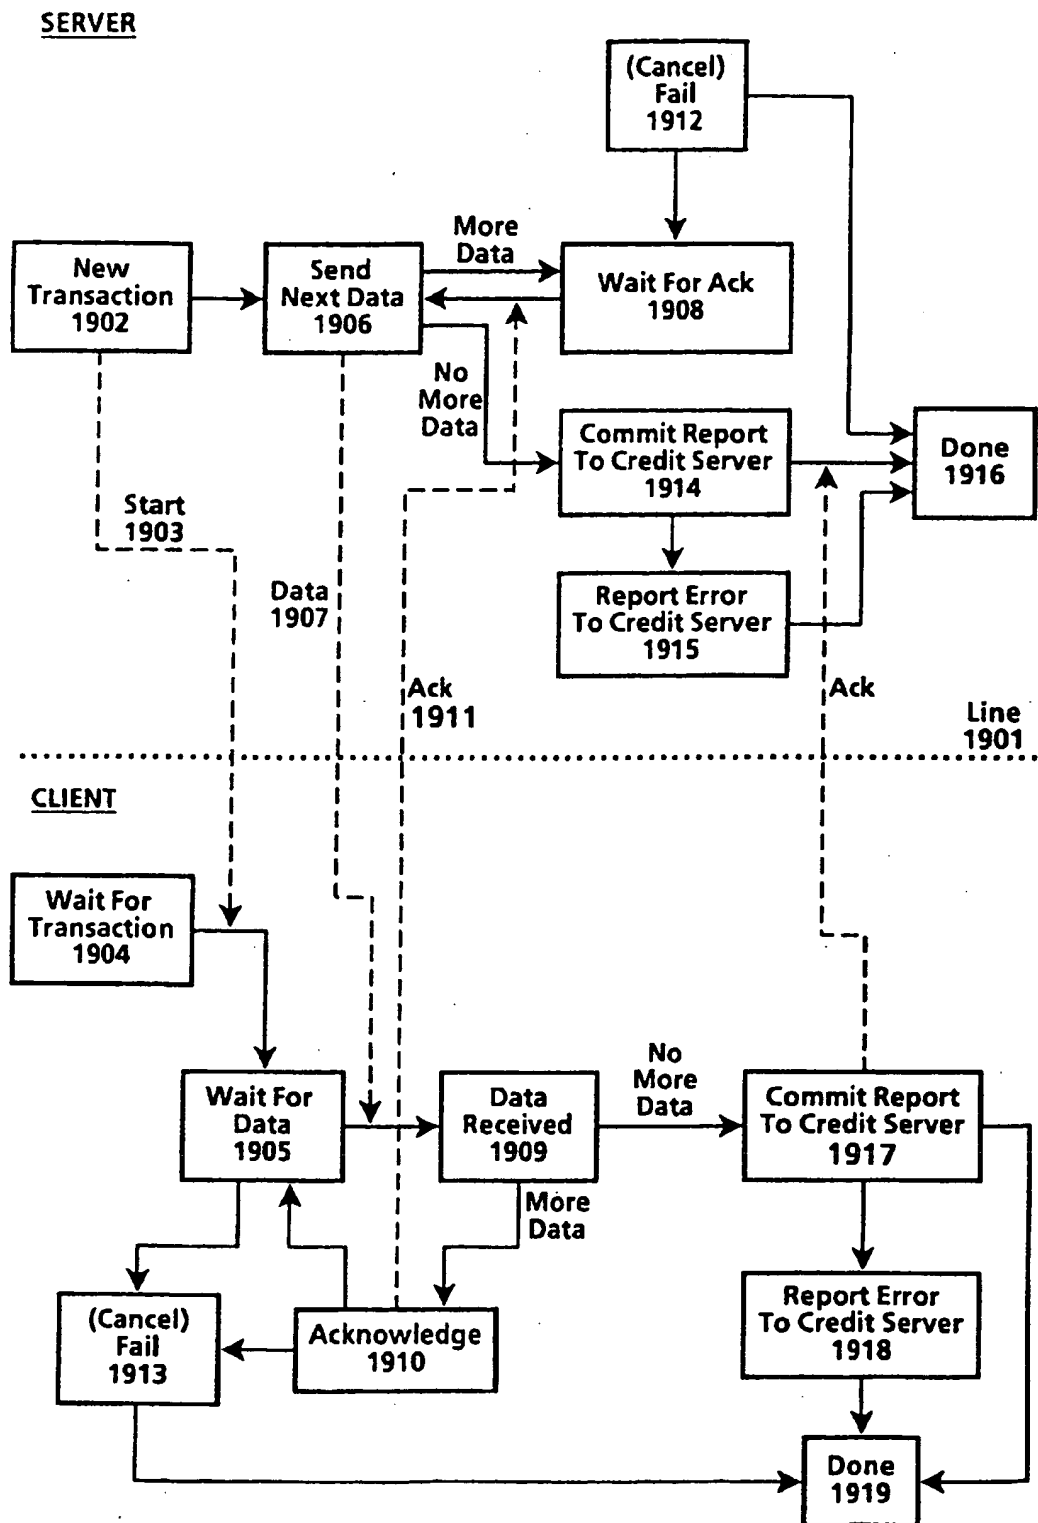 SERVER
(Cancel)
Fail
1912
More
Data
New
Transaction
1902
Send
Next Data
1906
Wait For Ack
1908
No
More
Data
Commit Report
To Credit Server
1914
Done
1916
Start
1903
Data
1907
Report Error
To Credit Server
1915
Ack
1911
Ack
Line
1901
CLIENT
Wait For
Transaction
1904
Wait For
Data
1905
Data
Received
1909
No
More
Data
Commit Report
To Credit Server
1917
More
Data
(Cancel)
Fail
1913
Acknowledge
1910
Report Error
To Credit Server
1918
Done
1919